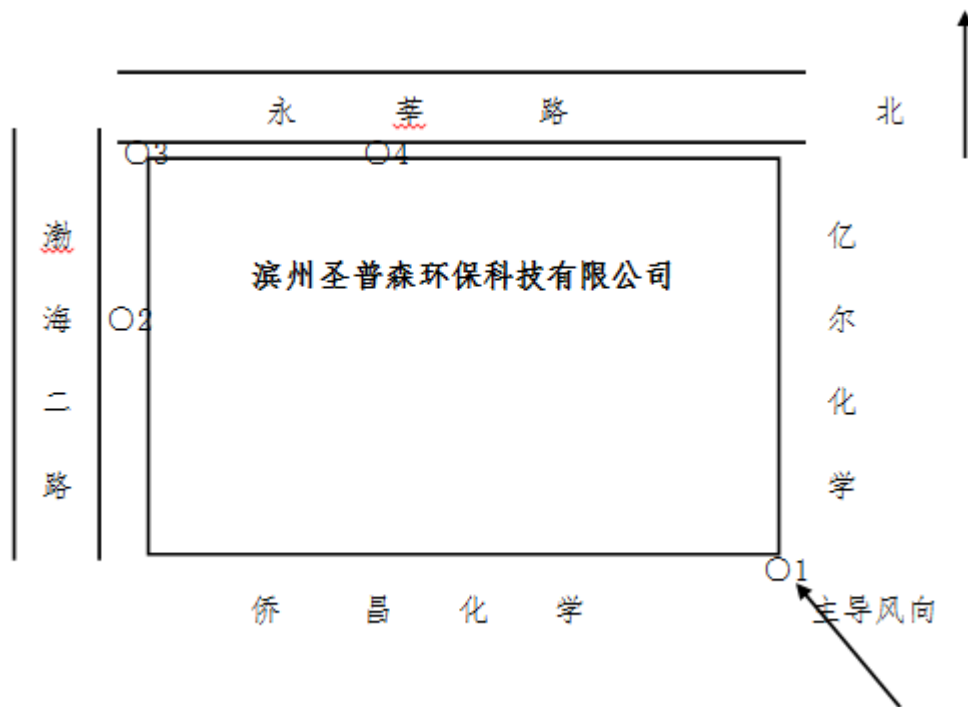 永莘路
北
○3
○4
渤海二路
滨州圣普森环保科技有限公司
亿尔化学
○2
○1
侨昌化学
主导风向